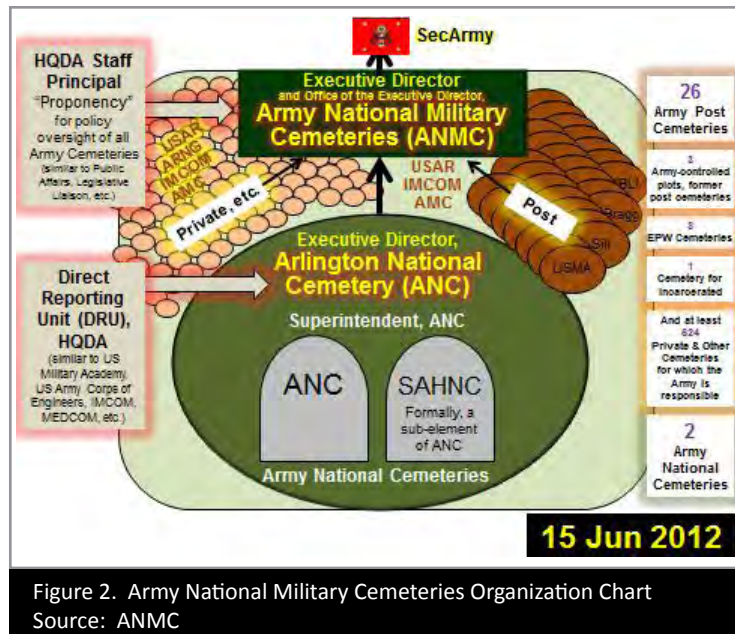 SecArmy
HQDA Staff
Principal
"Proponency"
for policy
oversight of all
Army Cemeteries
(similar to Public
Affairs, Legislative
Liaison, etc.)
Executive Director
and Office of the Executive Director,
Army National Military
Cemeteries (ANMC)
USAR
ARNG
IMCOM
AMC
Private, etc.
USAR
IMCOM
AMC
Post
BLI
Bragg
Sill
USMA
Direct
Reporting
Unit (DRU),
HQDA
(similar to US
Military Academy,
US Army Corps of
Engineers, IMCOM,
MEDCOM, etc.)
Executive Director,
Arlington National
Cemetery (ANC)
Superintendent, ANC
ANC
SAHNC
Formally, a
sub-element
of ANC
Army National Cemeteries
26
Army Post
Cemeteries
Army-controlled
plots, former
post cemeteries
EPW Cemeteries
1
Cemetery for
Incarcerated
And at least
624
Private & Other
Cemeteries
for which the
Army is
responsible
2
Army
National
Cemeteries
15 Jun 2012
Figure 2. Army National Military Cemeteries Organization Chart
Source: ANMC